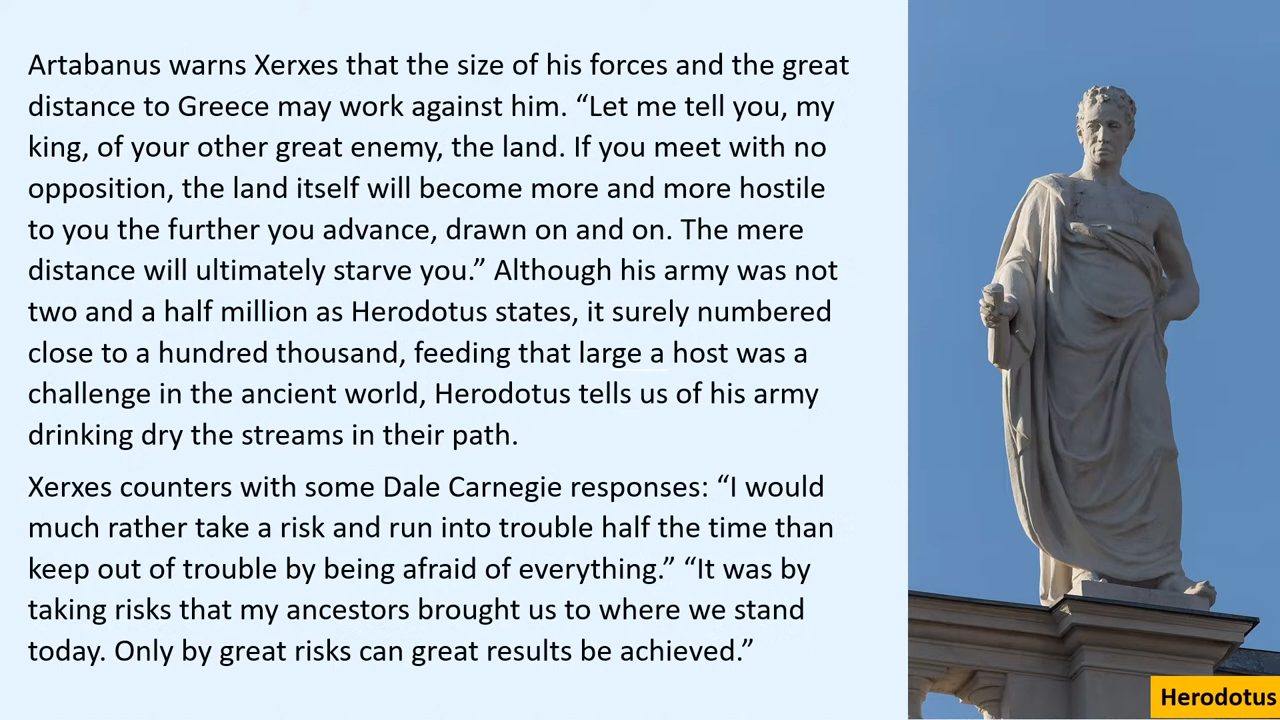 Artabanus warns Xerxes that the size of his forces and the great
distance to Greece may work against him. “Let me tell you, my
king, of your other great enemy, the land. If you meet with no
opposition, the land itself will become more and more hostile
to you the further you advance, drawn on and on. The mere
distance will ultimately starve you.” Although his army was not
two and a half million as Herodotus states, it surely numbered
close to a hundred thousand, feeding that large a host was a
challenge in the ancient world, Herodotus tells us of his army
drinking dry the streams in their path.
Xerxes counters with some Dale Carnegie responses: “I would
much rather take a risk and run into trouble half the time than
keep out of trouble by being afraid of everything.” “It was by
taking risks that my ancestors brought us to where we stand
today. Only by great risks can great results be achieved.”
Herodotus